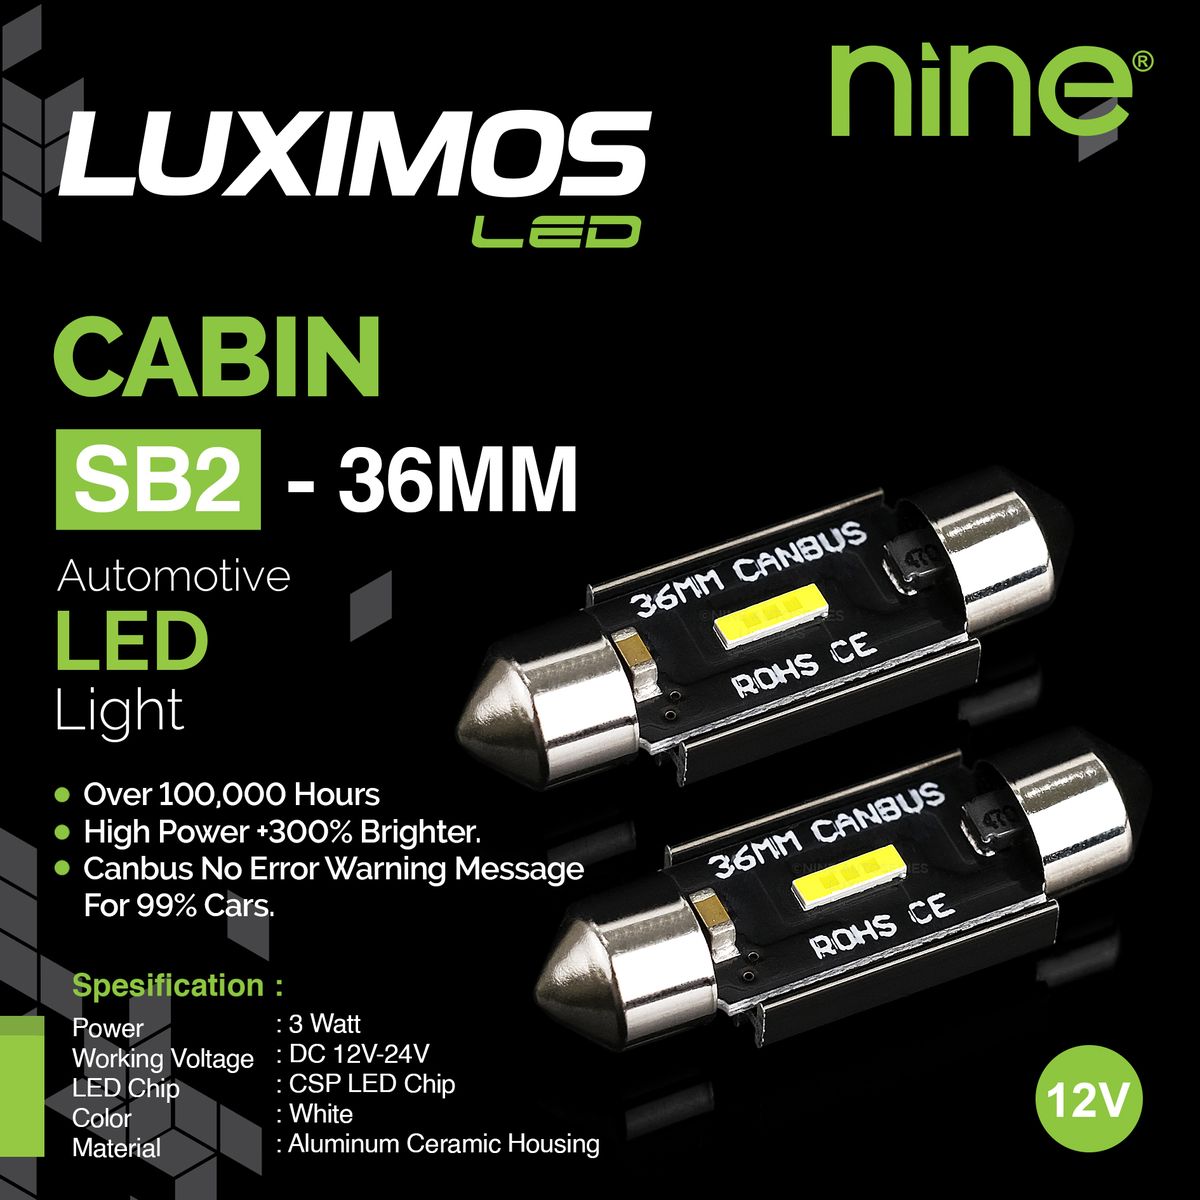 nine®
LUXIMOS
LED
CABIN
SB2 - 36MM
Automotive
LED
Light
• Over 100,000 Hours
• High Power +300% Brighter.
• Canbus No Error Warning Message
For 99% Cars.
Spesification :
Power : 3 Watt
Working Voltage : DC 12V-24V
LED Chip : CSP LED Chip
Color : White
Material : Aluminum Ceramic Housing
36MM CANBUS
470
ROHS CE
36MM CANBUS
470
ROHS CE
12V